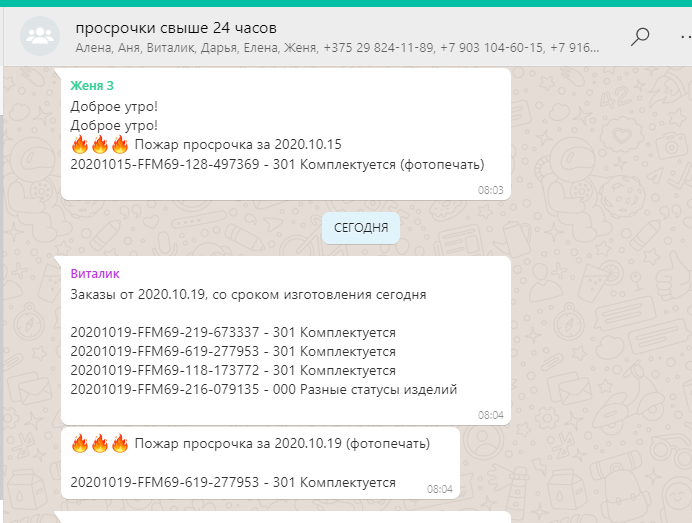 просрочки свыше 24 часов
Алена, Аня, Виталик, Дарья, Елена, Женя, +375 29 824-11-89, +7 903 104-60-15, +7 916...
Женя 3
Доброе утро!
Доброе утро!
🔥🔥🔥 Пожар просрочка за 2020.10.15
20201015-FFM69-128-497369 - 301 Комплектуется (фотопечать)
08:03
СЕГОДНЯ
Виталик
Заказы от 2020.10.19, со сроком изготовления сегодня
20201019-FFM69-219-673337 - 301 Комплектуется
20201019-FFM69-619-277953 - 301 Комплектуется
20201019-FFM69-118-173772 - 301 Комплектуется
20201019-FFM69-216-079135 - 000 Разные статусы изделий
08:04
🔥🔥🔥 Пожар просрочка за 2020.10.19 (фотопечать)
20201019-FFM69-619-277953 - 301 Комплектуется
08:04